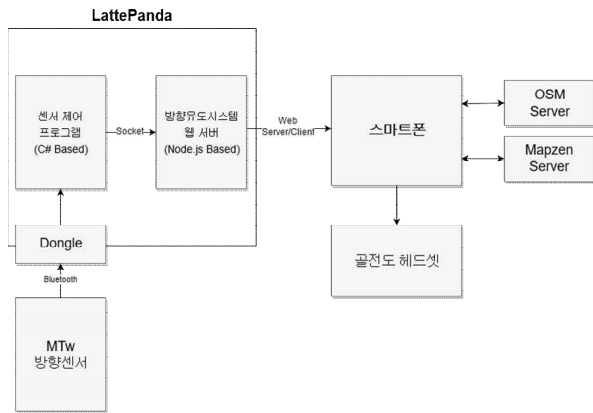 LattePanda
센서 제어
프로그램
(C# Based)
Socket
방향유도시스템
웹 서버
(Node.js Based)
Web
Server/Client
스마트폰
OSM
Server
Mapzen
Server
Dongle
골전도 헤드셋
Bluetooth
MTw
방향센서